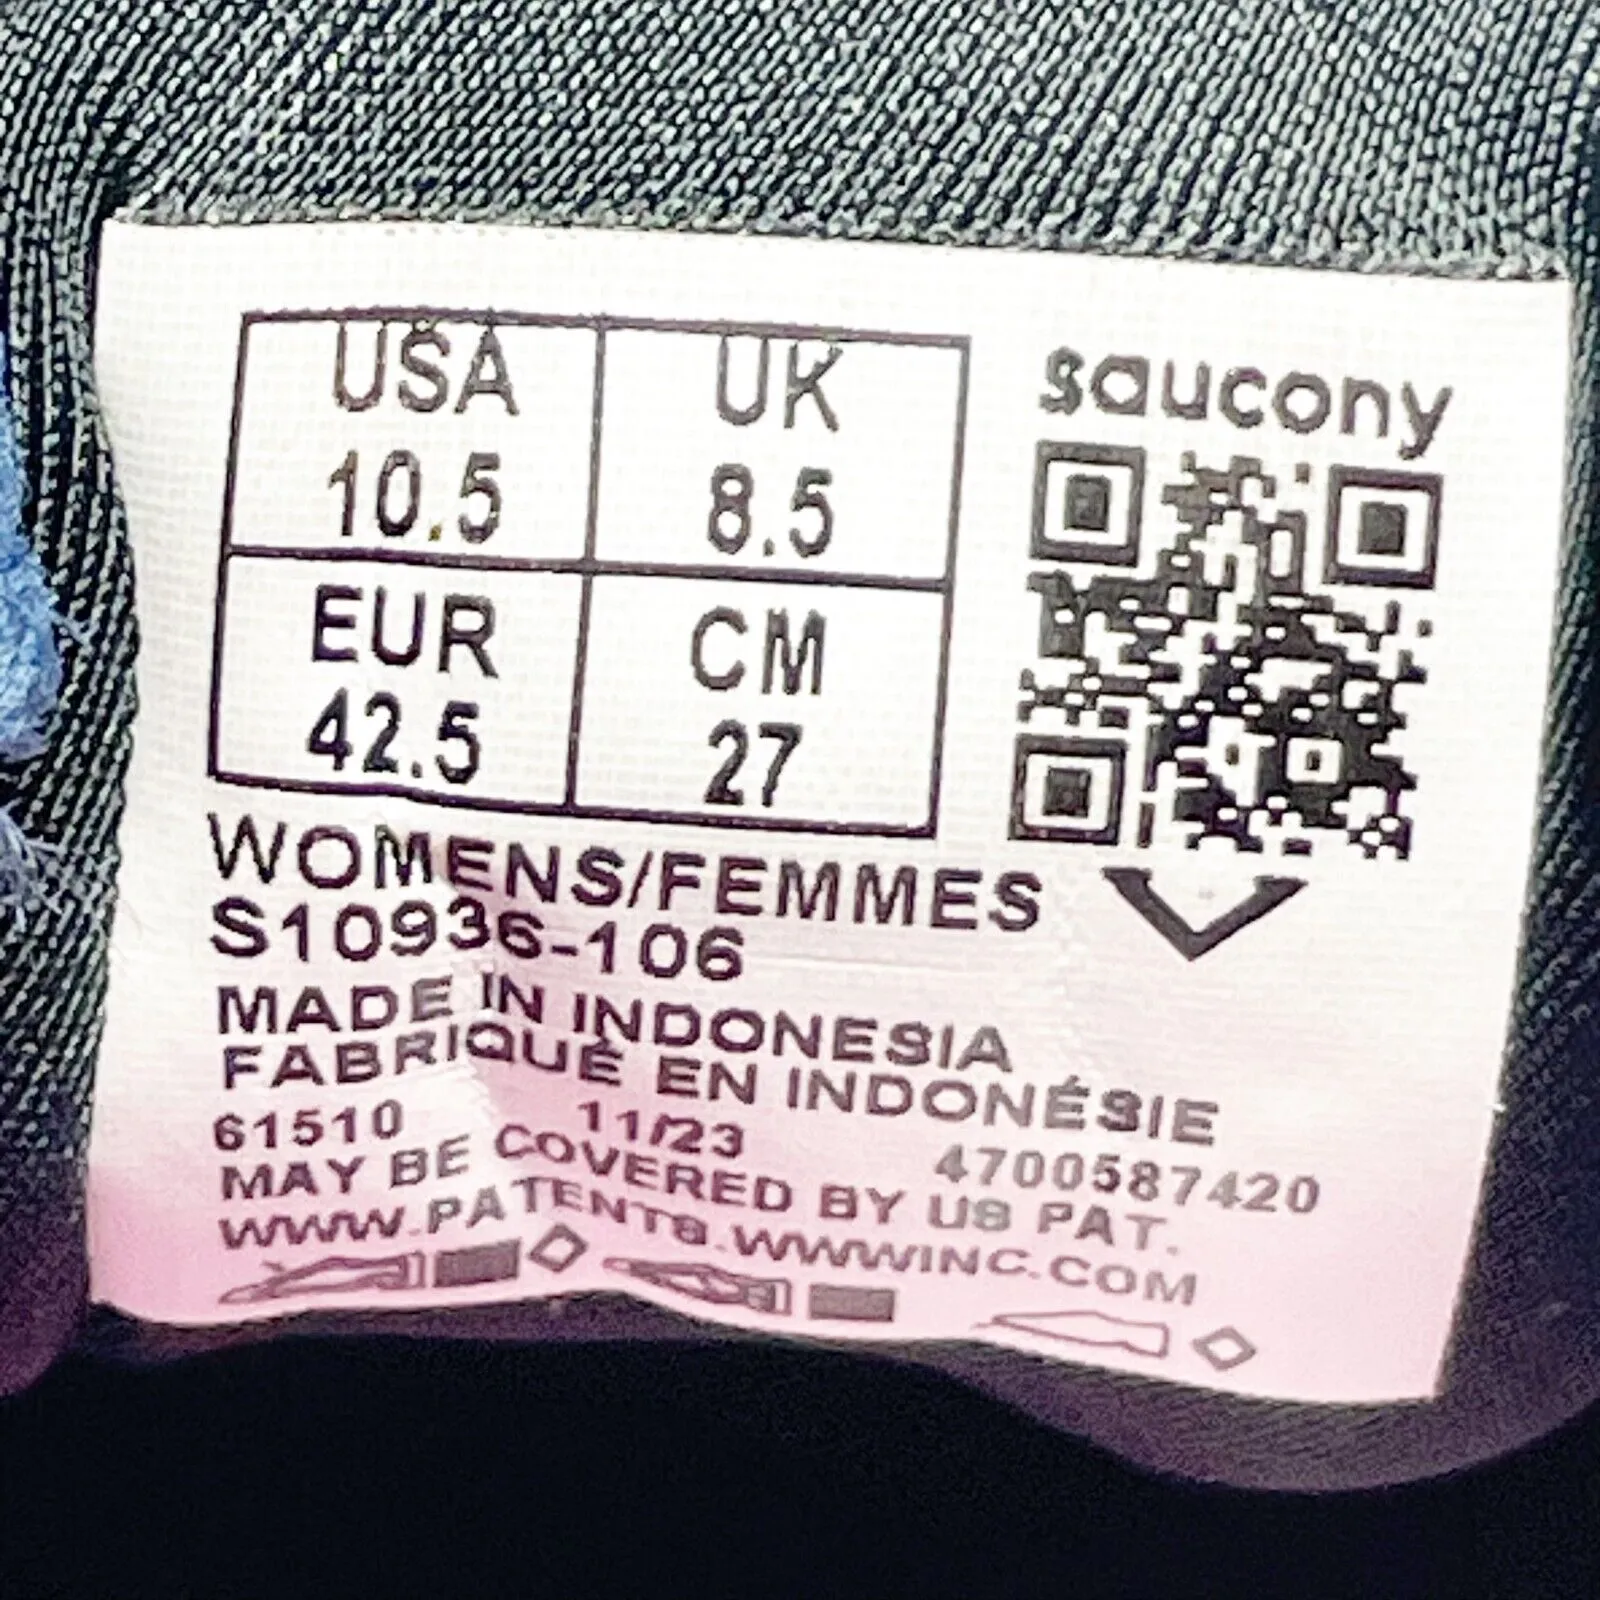 USA UK
10.5 8.5
EUR CM
42.5 27
saucony
WOMENS/FEMMES
S10936-106
MADE IN INDONESIA
FABRIQUÉ EN INDONÉSIE
61510 11/23 4700587420
MAY BE COVERED BY US PAT.
WWW.PATENTS.WWWINC.COM